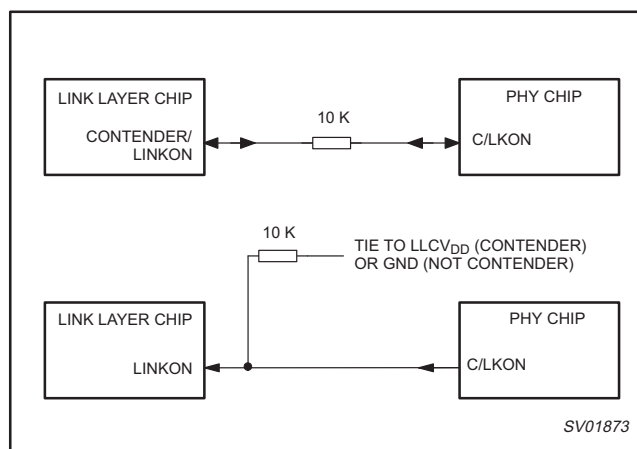 LINK LAYER CHIP
CONTENDER/
LINKON
10 K
PHY CHIP
C/LKON
10 K
TIE TO LLCVDD (CONTENDER)
OR GND (NOT CONTENDER)
LINK LAYER CHIP
LINKON
PHY CHIP
C/LKON
SV01873